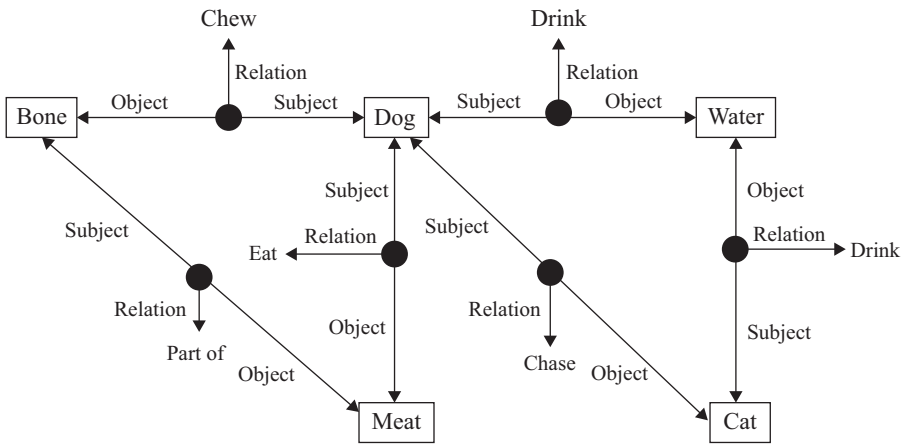 Chew
Drink
Relation
Relation
Object
Subject
Subject
Object
Bone
Dog
Water
Subject
Object
Subject
Subject
Relation
Relation
Eat
Drink
Relation
Relation
Object
Subject
Part of
Chase
Object
Object
Meat
Cat